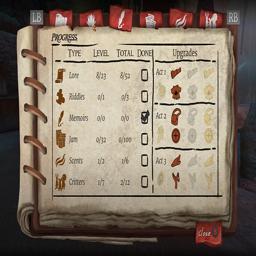 LB RB
PROGRESS
TYPE LEVEL TOTAL DONE Upgrades
Lore 8/23 8/52 Act 1
Riddles 0/1 0/3
Memoirs 0/0 0/0 Act 2
Jam 0/32 0/100
Scents 1/2 1/6 Act 3
Critters 1/7 2/12
Close